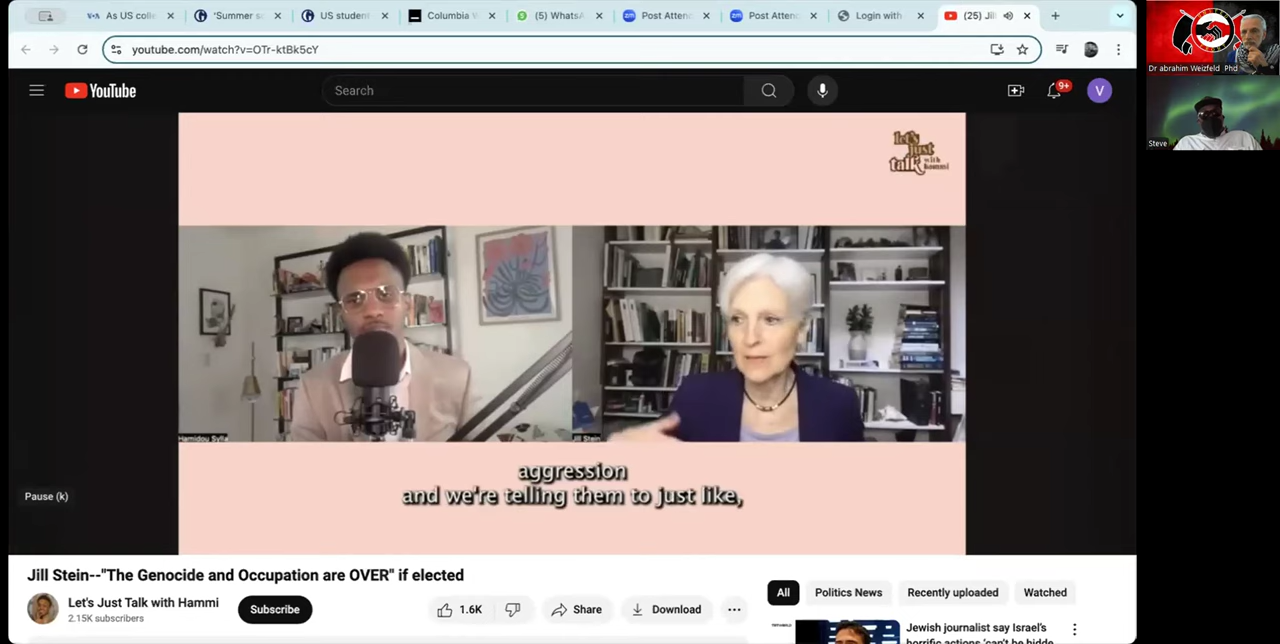 As US colle
'Summer s
US student
Columbia
(5) Whats
Post Atten
Post Atten
Login with
(25) Jil
youtube.com/watch?v=OTr-ktBk5cY
YouTube
Search
9+
V
let's
just
talk with
hammi
Hamidou Sylla
Jill Stein
aggression
and we're telling them to just like,
Pause (k)
Jill Stein--"The Genocide and Occupation are OVER" if elected
Let's Just Talk with Hammi
2.15K subscribers
Subscribe
1.6K
Share
Download
All
Politics News
Recently uploaded
Watched
Jewish journalist say Israel's
horrific actions 'can't be hidde
Dr abrahim Weizfeld Phd
Steve